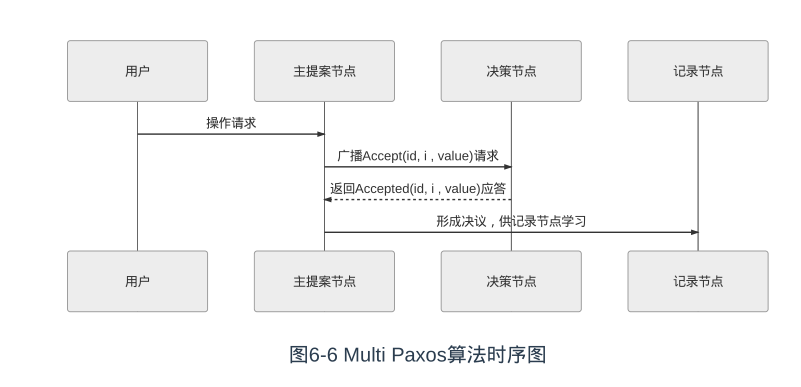 用户
主提案节点
决策节点
记录节点
操作请求
广播Accept(id, i , value)请求
返回Accepted(id, i , value)应答
形成决议，供记录节点学习
用户
主提案节点
决策节点
记录节点
图6-6 Multi Paxos算法时序图